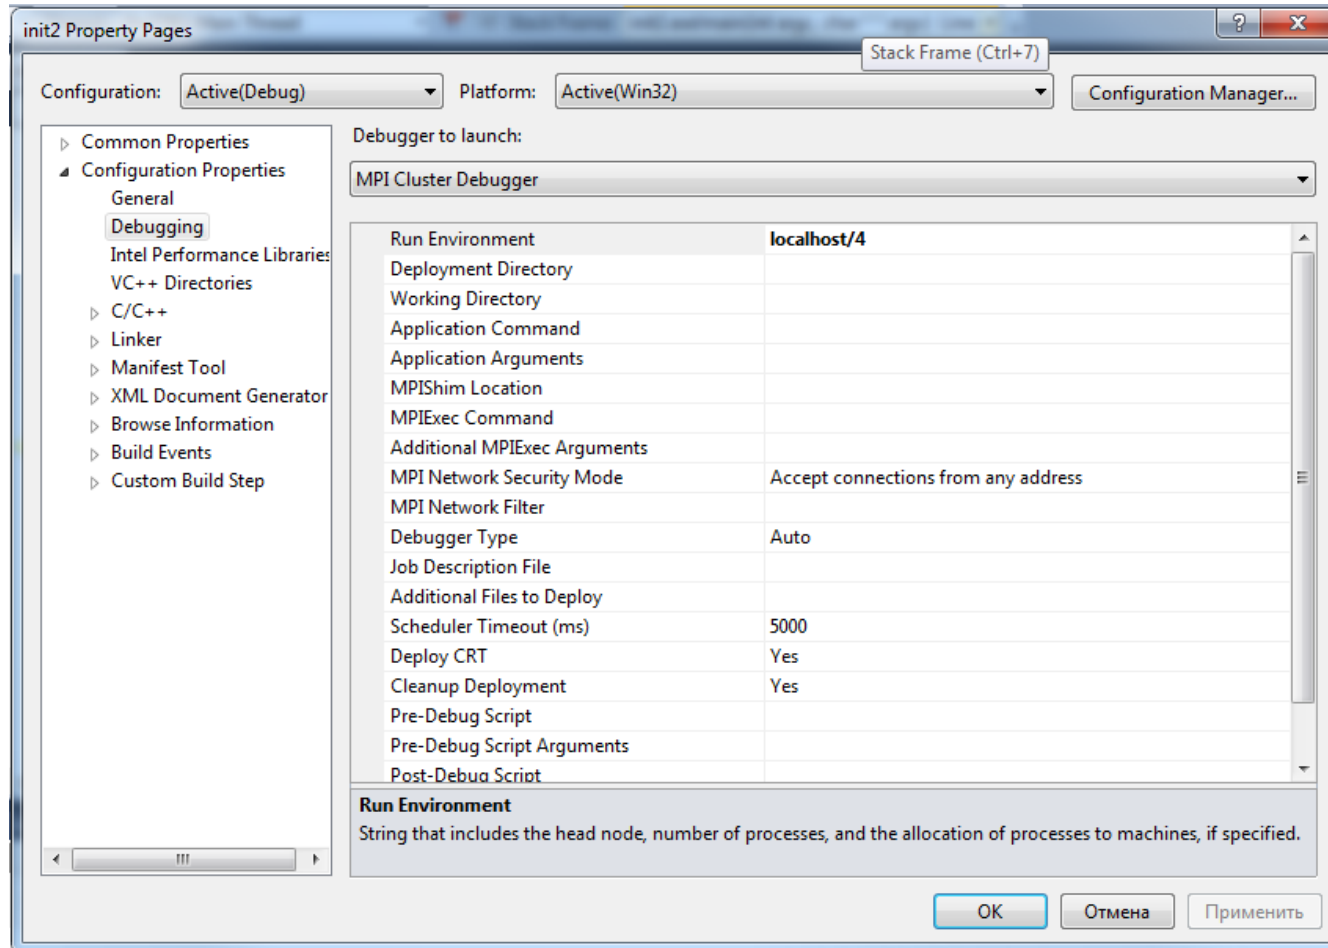 init2 Property Pages
Stack Frame (Ctrl+7)
Configuration: Active(Debug) Platform: Active(Win32) Configuration Manager...
Common Properties
Configuration Properties
General
Debugging
Intel Performance Libraries
VC++ Directories
C/C++
Linker
Manifest Tool
XML Document Generator
Browse Information
Build Events
Custom Build Step
Debugger to launch:
MPI Cluster Debugger
Run Environment localhost/4
Deployment Directory
Working Directory
Application Command
Application Arguments
MPIShim Location
MPIExec Command
Additional MPIExec Arguments
MPI Network Security Mode Accept connections from any address
MPI Network Filter
Debugger Type Auto
Job Description File
Additional Files to Deploy
Scheduler Timeout (ms) 5000
Deploy CRT Yes
Cleanup Deployment Yes
Pre-Debug Script
Pre-Debug Script Arguments
Post-Debug Script
Run Environment
String that includes the head node, number of processes, and the allocation of processes to machines, if specified.
OK Отмена Применить